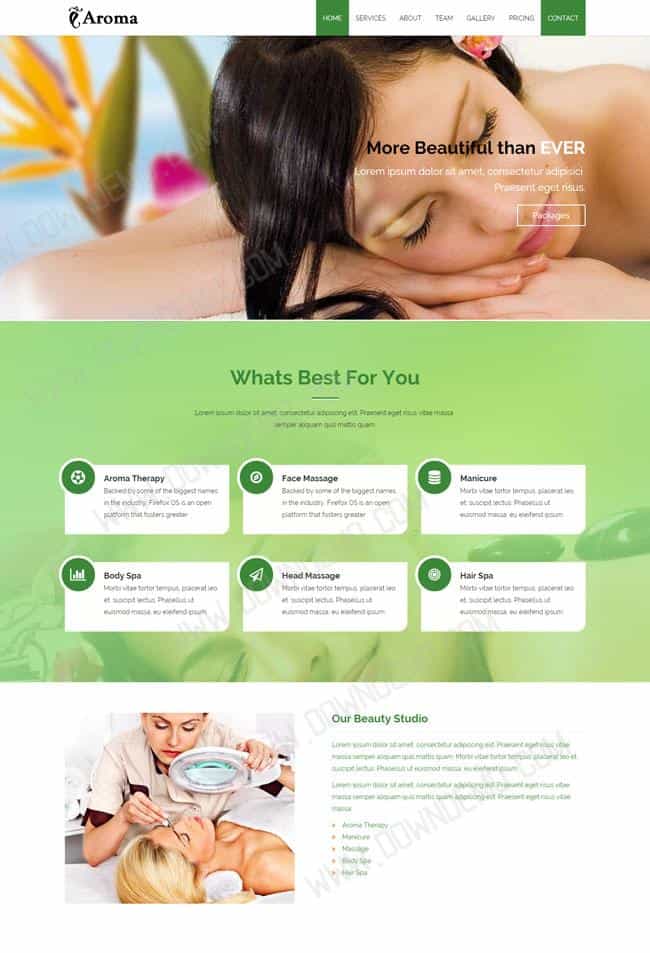 Aroma
HOME SERVICES ABOUT TEAM GALLERY PRICING CONTACT
More Beautiful than EVER
Lorem ipsum dolor sit amet, consectetur adipisici
Praesent eget risus.
Packages
Whats Best For You
Lorem ipsum dolor sit amet, consectetur adipiscing elit. Praesent eget risus vitae massa
semper aliquam quis mattis quam.
Aroma Therapy
Backed by some of the biggest names
in the industry, Firefox OS is an open
platform that fosters greater
Face Massage
Backed by some of the biggest names
in the industry, Firefox OS is an open
platform that fosters greater
Manicure
Morbi vitae tortor tempus, placerat leo
et, suscipit lectus. Phasellus ut
euismod massa, eu eleifend ipsum.
Body Spa
Morbi vitae tortor tempus, placerat leo
et, suscipit lectus. Phasellus ut
euismod massa, eu eleifend ipsum.
Head Massage
Morbi vitae tortor tempus, placerat leo
et, suscipit lectus. Phasellus ut
euismod massa, eu eleifend ipsum.
Hair Spa
Morbi vitae tortor tempus, placerat leo
et, suscipit lectus. Phasellus ut
euismod massa, eu eleifend ipsum.
Our Beauty Studio
Lorem ipsum dolor sit amet, consectetur adipiscing elit. Praesent eget risus vitae
massa semper aliquam quis mattis quam. Morbi vitae tortor tempus, placerat leo et,
suscipit lectus. Phasellus ut euismod massa, eu eleifend ipsum.
Lorem ipsum dolor sit amet, consectetur adipiscing elit. Praesent eget risus vitae
massa semper aliquam quis mattis quam adipiscing elit. Praesent eget risus vitae
massa.
Aroma Therapy
Manicure
Massage
Body Spa
Hair Spa